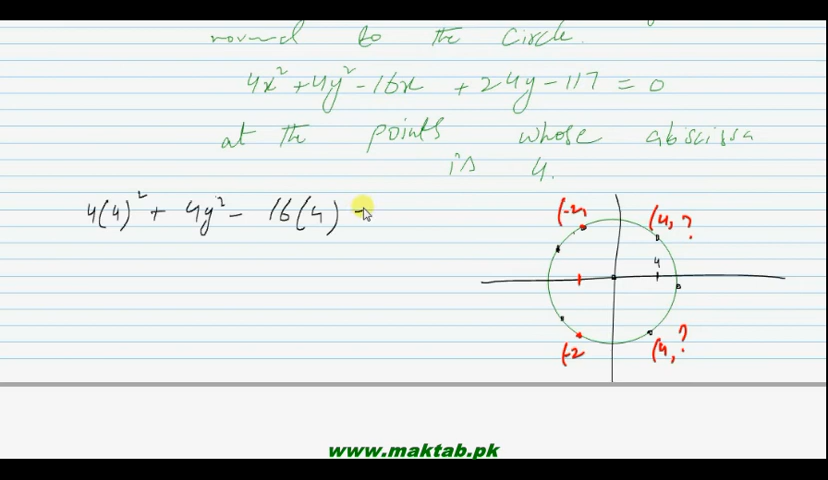 normal to the Circle.
4x² + 4y² - 16x + 24y - 117 = 0
at the points whose abscissa
is 4.
4(4)² + 4y² - 16(4) +
(-2,
(4, ?
4
(-2
(4, ?
www.maktab.pk